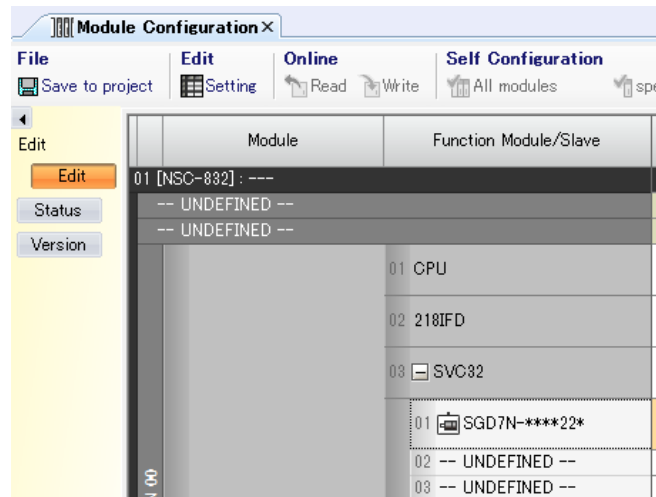 Module Configuration ×
File Edit Online Self Configuration
Save to project Setting Read Write All modules
Edit
Module Function Module/Slave
Edit
01 [NSC-832] : ---
Status
-- UNDEFINED --
-- UNDEFINED --
Version
01 CPU
02 218IFD
03 SVC32
01 SGD7N-****22*
02 -- UNDEFINED --
03 -- UNDEFINED --